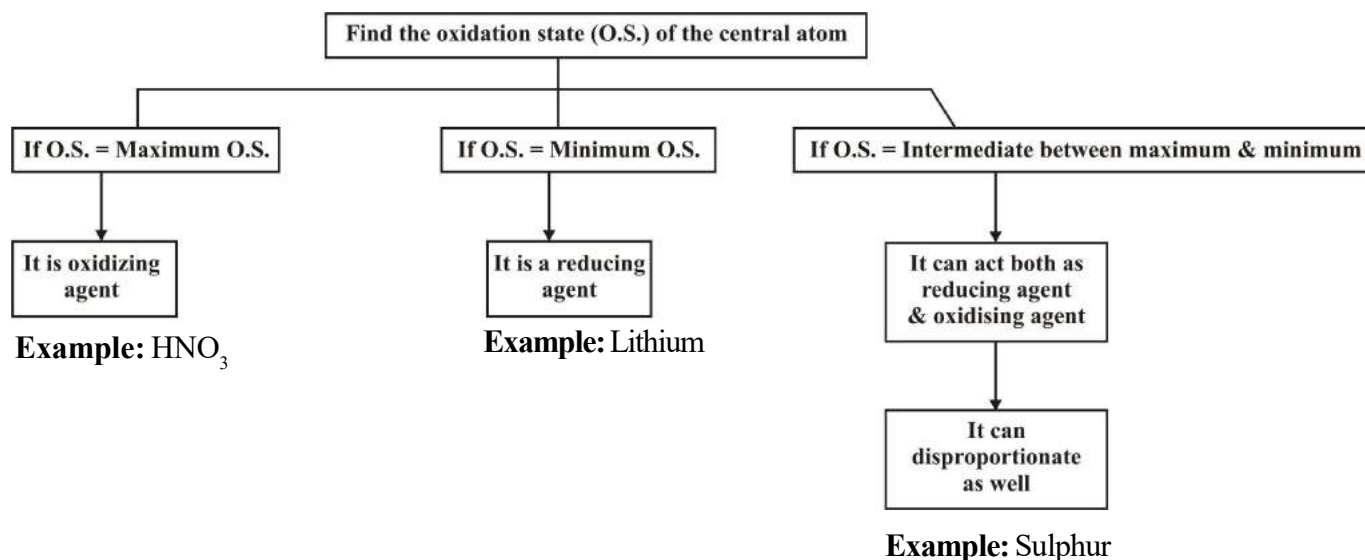 Find the oxidation state (O.S.) of the central atom
If O.S. = Maximum O.S.
If O.S. = Minimum O.S.
If O.S. = Intermediate between maximum & minimum
It is oxidizing
agent
It is a reducing
agent
It can act both as
reducing agent
& oxidising agent
Example: HNO₃
Example: Lithium
It can
disproportionate
as well
Example: Sulphur